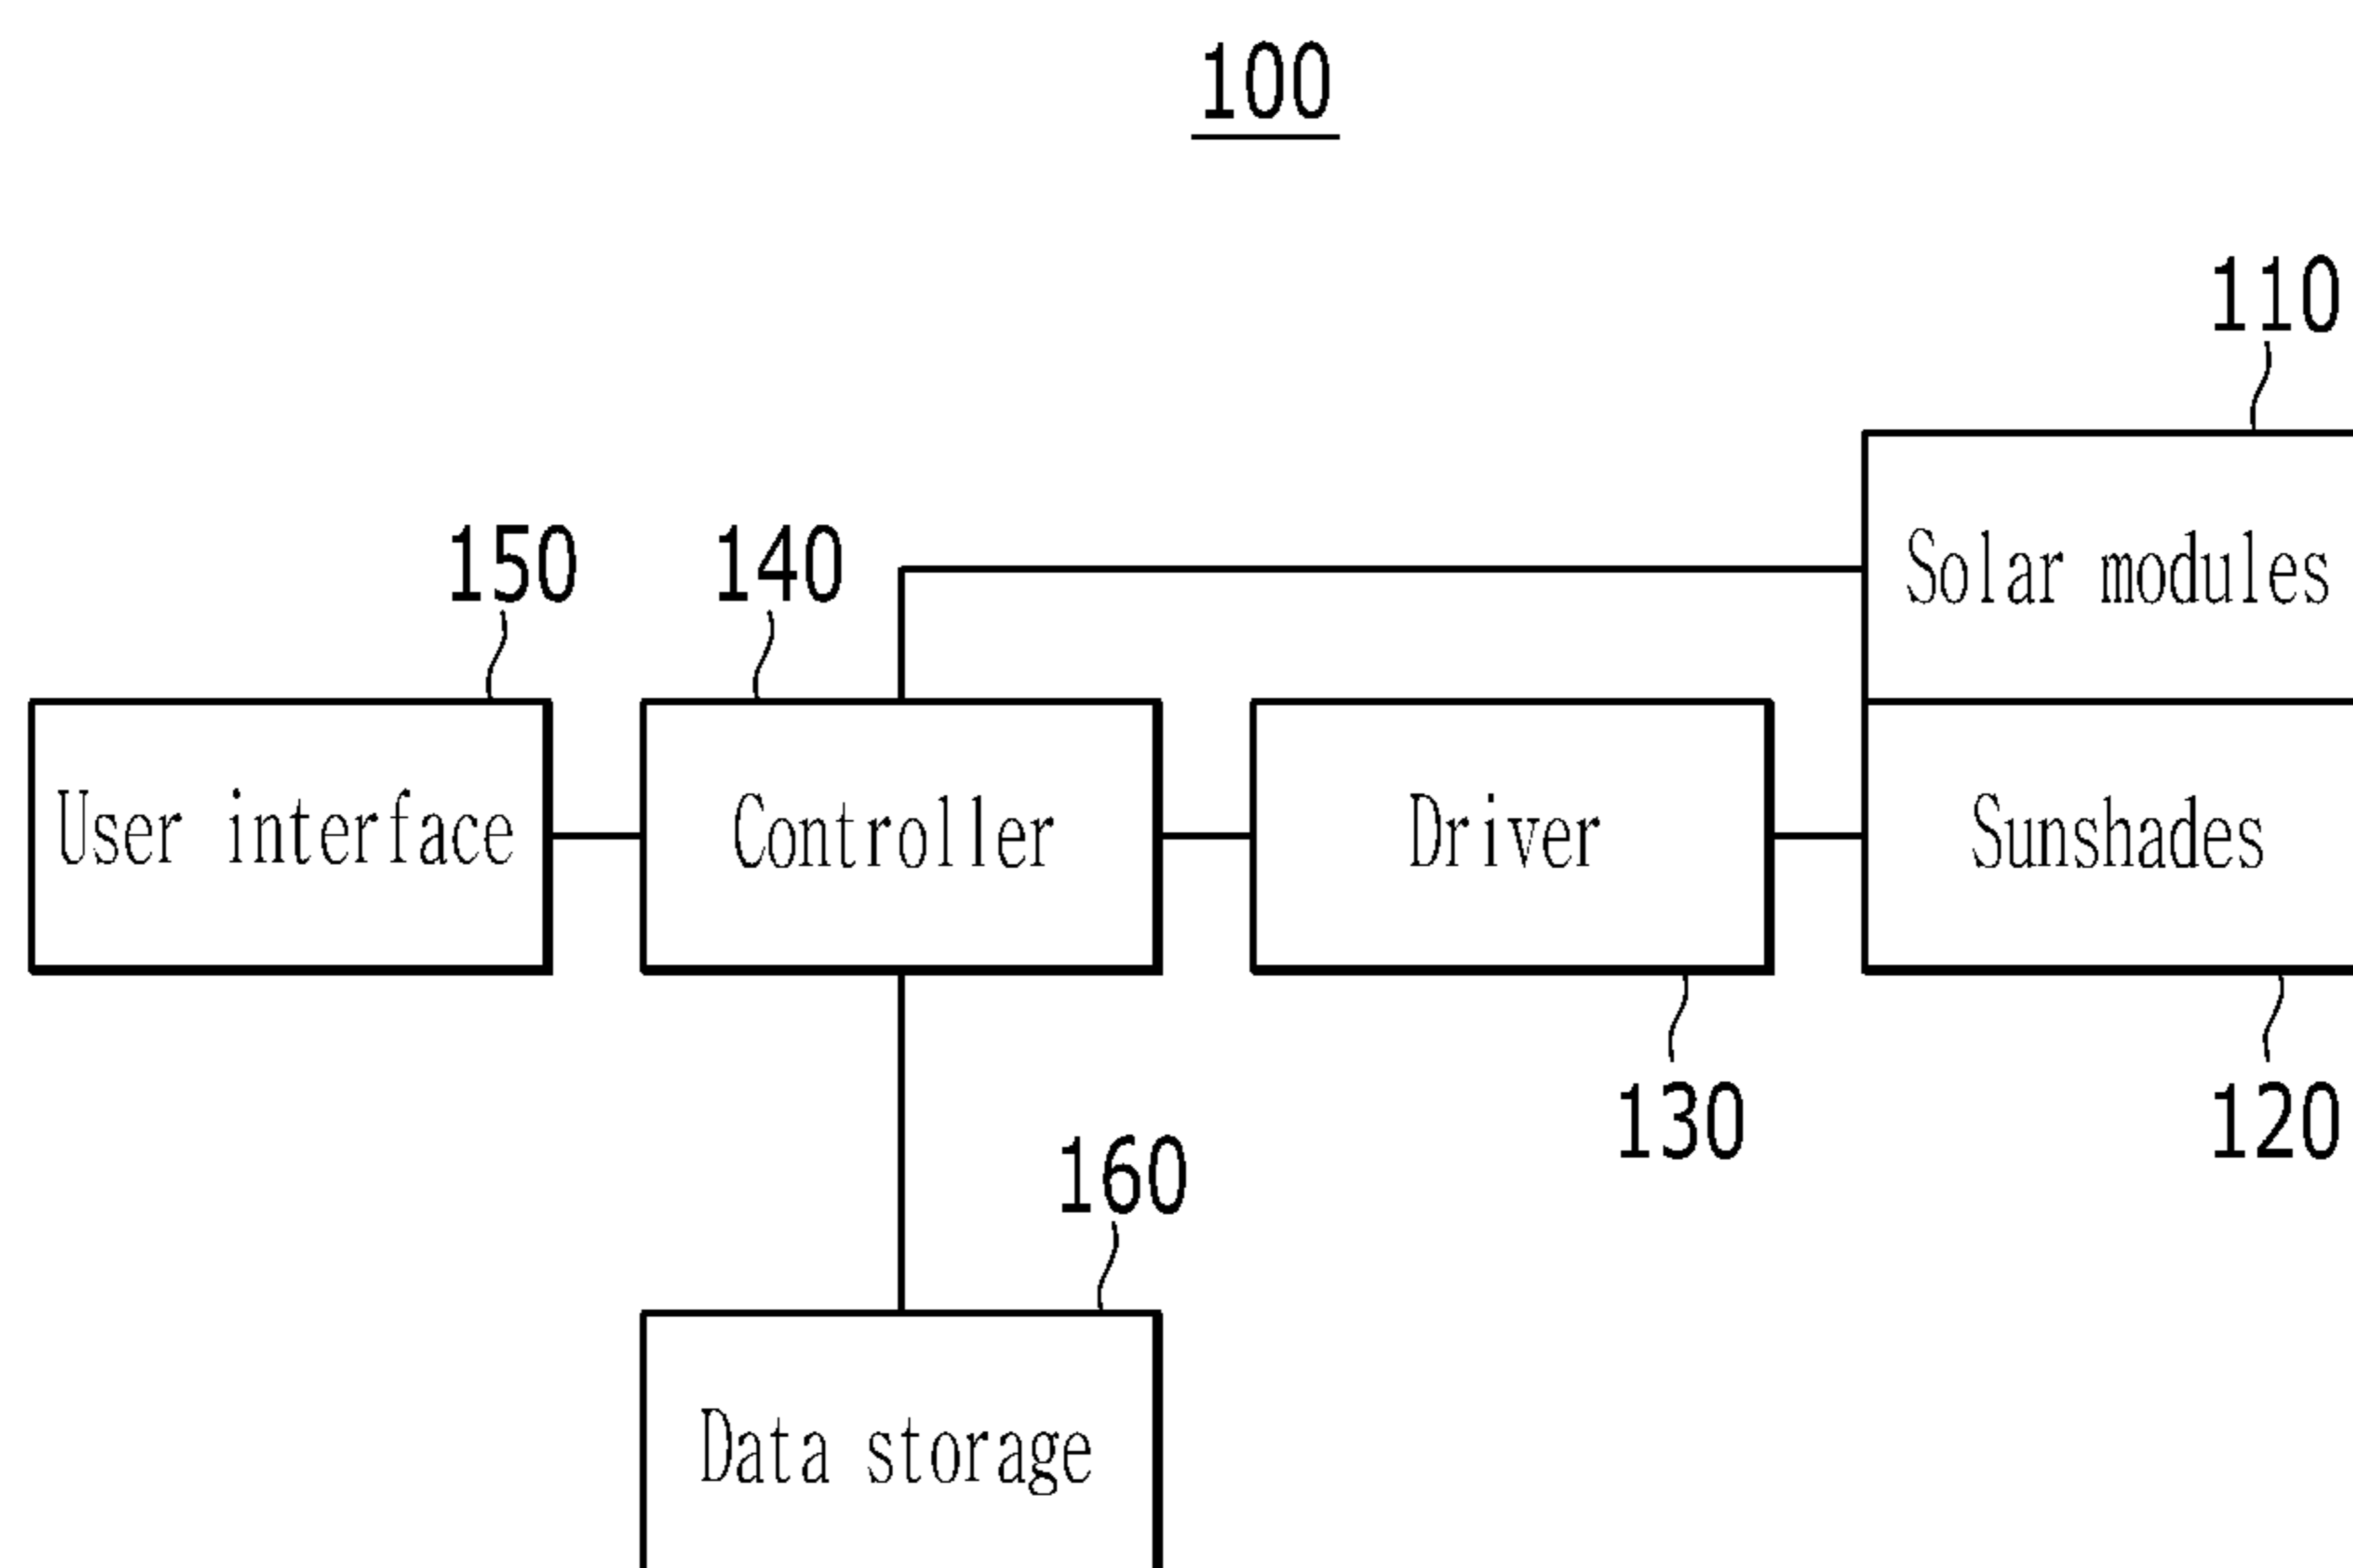 100
110
Solar modules
150
140
User interface
Controller
Driver
Sunshades
130
120
160
Data storage